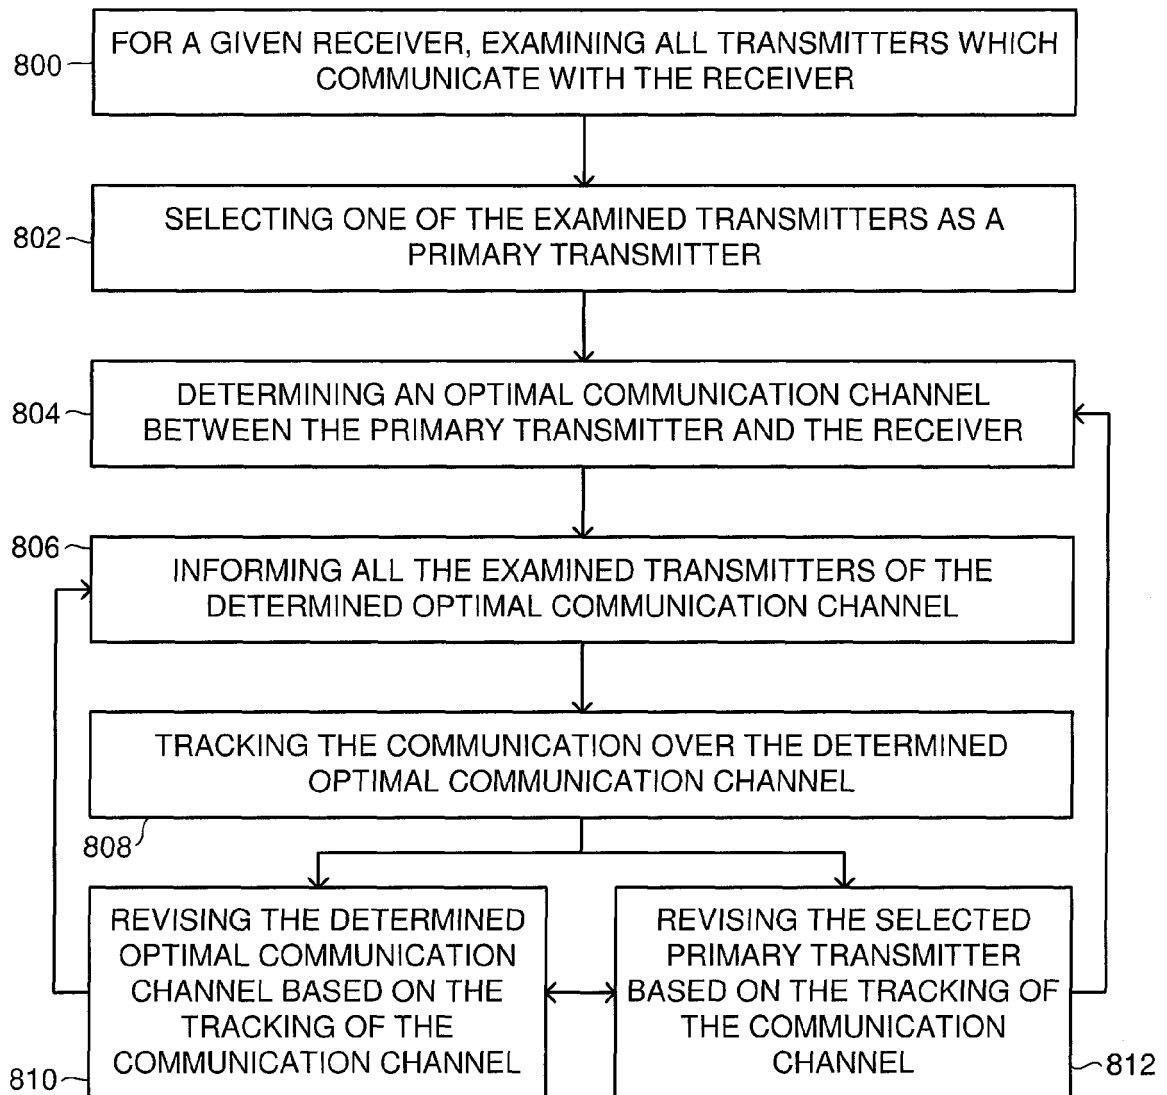 800
FOR A GIVEN RECEIVER, EXAMINING ALL TRANSMITTERS WHICH
COMMUNICATE WITH THE RECEIVER
802
SELECTING ONE OF THE EXAMINED TRANSMITTERS AS A
PRIMARY TRANSMITTER
804
DETERMINING AN OPTIMAL COMMUNICATION CHANNEL
BETWEEN THE PRIMARY TRANSMITTER AND THE RECEIVER
806
INFORMING ALL THE EXAMINED TRANSMITTERS OF THE
DETERMINED OPTIMAL COMMUNICATION CHANNEL
TRACKING THE COMMUNICATION OVER THE DETERMINED
OPTIMAL COMMUNICATION CHANNEL
808
REVISING THE DETERMINED
OPTIMAL COMMUNICATION
CHANNEL BASED ON THE
TRACKING OF THE
COMMUNICATION CHANNEL
810
REVISING THE SELECTED
PRIMARY TRANSMITTER
BASED ON THE TRACKING OF
THE COMMUNICATION
CHANNEL
812